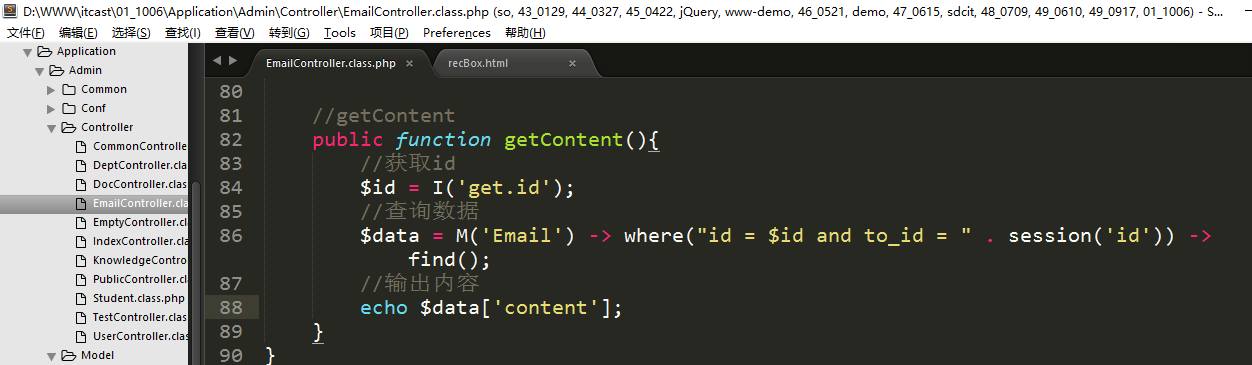 D:\WWW\itcast\01_1006\Application\Admin\Controller\EmailController.class.php (so, 43_0129, 44_0327, 45_0422, jQuery, www-demo, 46_0521, demo, 47_0615, sdcit, 48_0709, 49_0610, 49_0917, 01_1006) - S...
文件(F) 编辑(E) 选择(S) 查找(I) 查看(V) 转到(G) Tools 项目(P) Preferences 帮助(H)
Application
Admin
Common
Conf
Controller
CommonControlle
DeptController.cla
DocController.clas
EmailController.cla
EmptyController.cl
IndexController.cla
KnowledgeContro
PublicController.cl
Student.class.php
TestController.clas
UserController.clas
Model
EmailController.class.php × recBox.html ×
80
81 //getContent
82 public function getContent(){
83 //获取id
84 $id = I('get.id');
85 //查询数据
86 $data = M('Email') -> where("id = $id and to_id = " . session('id')) ->
find();
87 //输出内容
88 echo $data['content'];
89 }
90 }